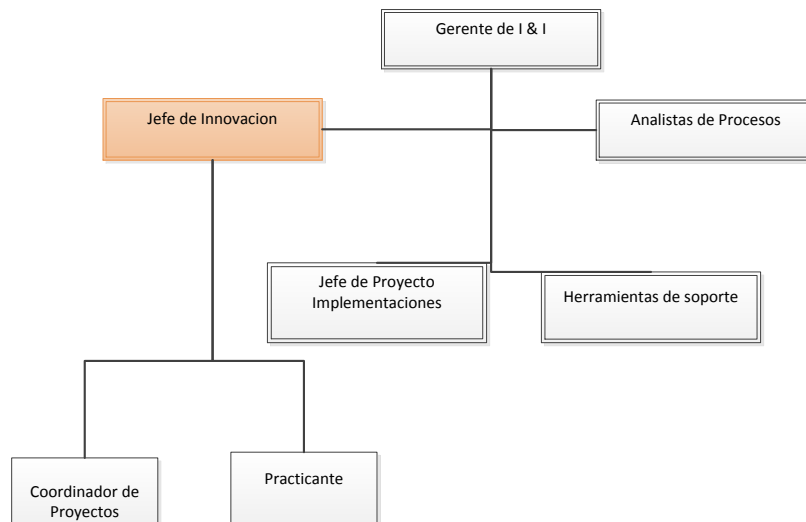 Gerente de I & I
Jefe de Innovacion
Analistas de Procesos
Jefe de Proyecto
Implementaciones
Herramientas de soporte
Coordinador de
Proyectos
Practicante